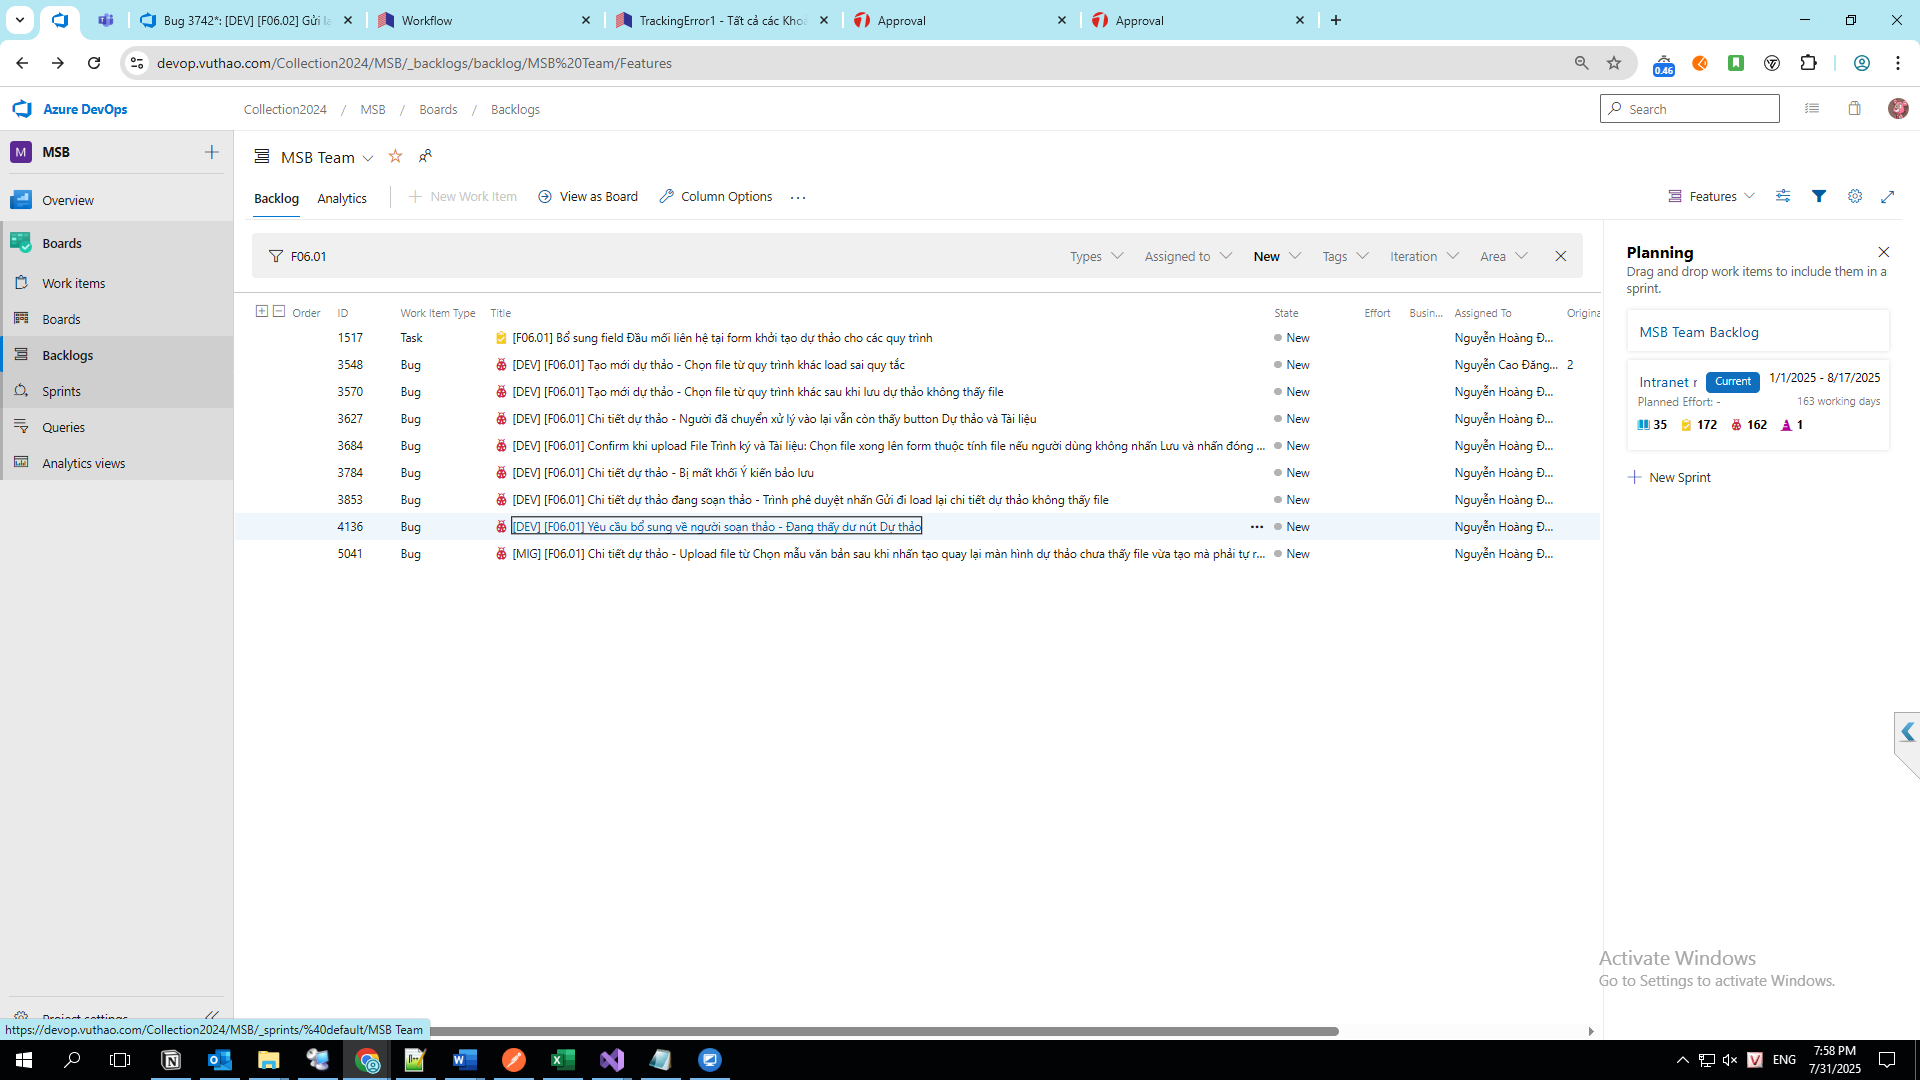 Bug 3742*: [DEV] [F06.02] Gửi lạ
Workflow
TrackingError1 - Tất cả các Kho
Approval
Approval
devop.vuthao.com/Collection2024/MSB/_backlogs/backlog/MSB%20Team/Features
0.46
Azure DevOps
Collection2024 / MSB / Boards / Backlogs
Search
M MSB
MSB Team
Overview
Backlog Analytics New Work Item View as Board Column Options ...
Features
Boards
F06.01 Types Assigned to New Tags Iteration Area
Work items
Boards
Backlogs
Sprints
Queries
Analytics views
Order ID Work Item Type Title State Effort Busin... Assigned To Origina
1517 Task [F06.01] Bổ sung field Đầu mối liên hệ tại form khởi tạo dự thảo cho các quy trình New Nguyễn Hoàng Đ...
3548 Bug [DEV] [F06.01] Tạo mới dự thảo - Chọn file từ quy trình khác load sai quy tắc New Nguyễn Cao Đăng... 2
3570 Bug [DEV] [F06.01] Tạo mới dự thảo - Chọn file từ quy trình khác sau khi lưu dự thảo không thấy file New Nguyễn Hoàng Đ...
3627 Bug [DEV] [F06.01] Chi tiết dự thảo - Người đã chuyển xử lý vào lại vẫn còn thấy button Dự thảo và Tài liệu New Nguyễn Hoàng Đ...
3684 Bug [DEV] [F06.01] Confirm khi upload File Trình ký và Tài liệu: Chọn file xong lên form thuộc tính file nếu người dùng không nhấn Lưu và nhấn đóng ... New Nguyễn Hoàng Đ...
3784 Bug [DEV] [F06.01] Chi tiết dự thảo - Bị mất khối Ý kiến bảo lưu New Nguyễn Hoàng Đ...
3853 Bug [DEV] [F06.01] Chi tiết dự thảo đang soạn thảo - Trình phê duyệt nhấn Gửi đi load lại chi tiết dự thảo không thấy file New Nguyễn Hoàng Đ...
4136 Bug [DEV] [F06.01] Yêu cầu bổ sung về người soạn thảo - Đang thấy dư nút Dự thảo ... New Nguyễn Hoàng Đ...
5041 Bug [MIG] [F06.01] Chi tiết dự thảo - Upload file từ Chọn mẫu văn bản sau khi nhấn tạo quay lại màn hình dự thảo chưa thấy file vừa tạo mà phải tự r... New Nguyễn Hoàng Đ...
Planning
Drag and drop work items to include them in a
sprint.
MSB Team Backlog
Intranet r Current 1/1/2025 - 8/17/2025
Planned Effort: - 163 working days
35 172 162 1
New Sprint
Activate Windows
Go to Settings to activate Windows.
Project settings
https://devop.vuthao.com/Collection2024/MSB/_sprints/%40default/MSB Team
V ENG
7:58 PM
7/31/2025